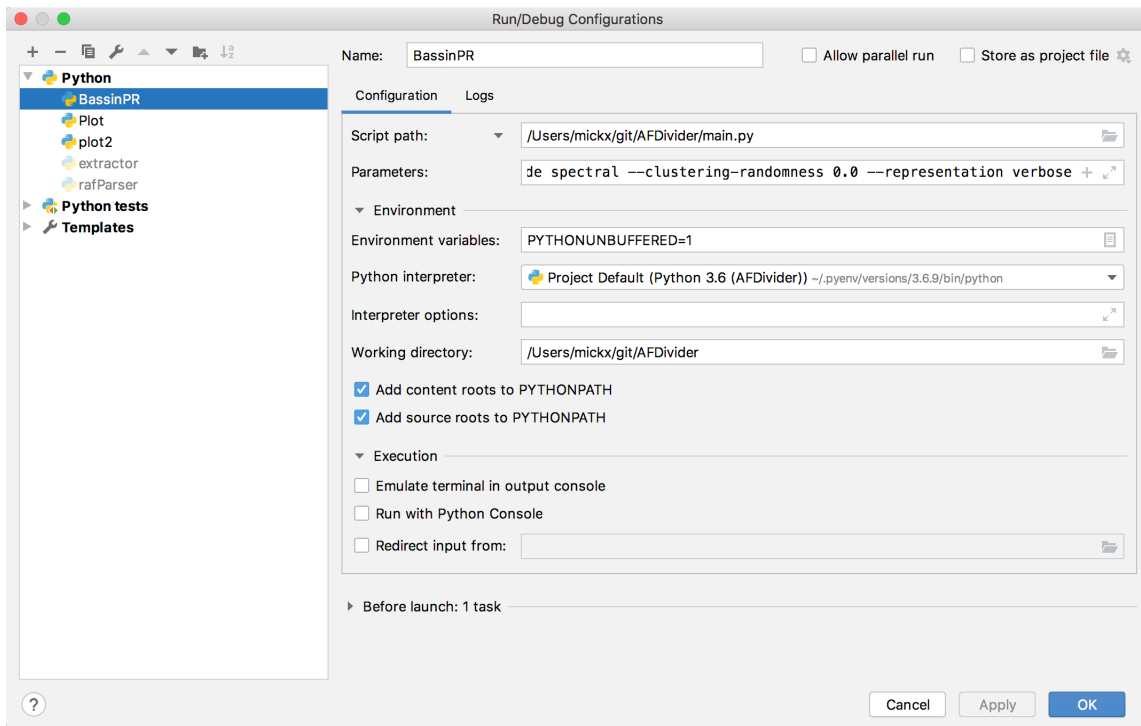 Run/Debug Configurations
Name: BassinPR Allow parallel run Store as project file
Python
BassinPR
Plot
plot2
extractor
rafParser
Python tests
Templates
Configuration Logs
Script path: /Users/mickx/git/AFDivider/main.py
Parameters: de spectral --clustering-randomness 0.0 --representation verbose
Environment
Environment variables: PYTHONUNBUFFERED=1
Python interpreter: Project Default (Python 3.6 (AFDivider)) ~/.pyenv/versions/3.6.9/bin/python
Interpreter options:
Working directory: /Users/mickx/git/AFDivider
Add content roots to PYTHONPATH
Add source roots to PYTHONPATH
Execution
Emulate terminal in output console
Run with Python Console
Redirect input from:
Before launch: 1 task
? Cancel Apply OK